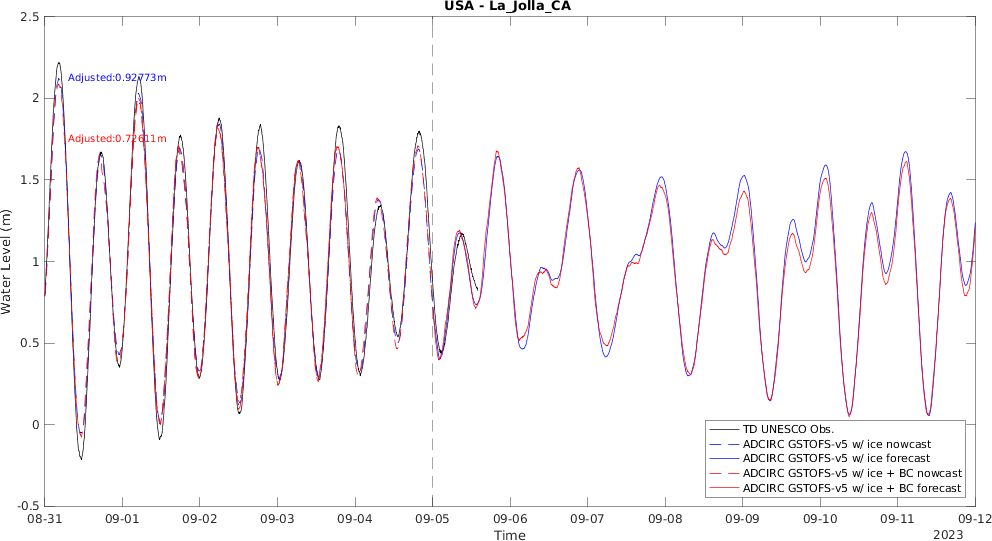 USA - La_Jolla_CA
2.5
2
1.5
1
0.5
0
-0.5
Water Level (m)
Adjusted:0.92773m
Adjusted:0.72611m
TD UNESCO Obs.
ADCIRC GSTOFS-v5 w/ ice nowcast
ADCIRC GSTOFS-v5 w/ ice forecast
ADCIRC GSTOFS-v5 w/ ice + BC nowcast
ADCIRC GSTOFS-v5 w/ ice + BC forecast
08-31 09-01 09-02 09-03 09-04 09-05 09-06 09-07 09-08 09-09 09-10 09-11 09-12
Time
2023